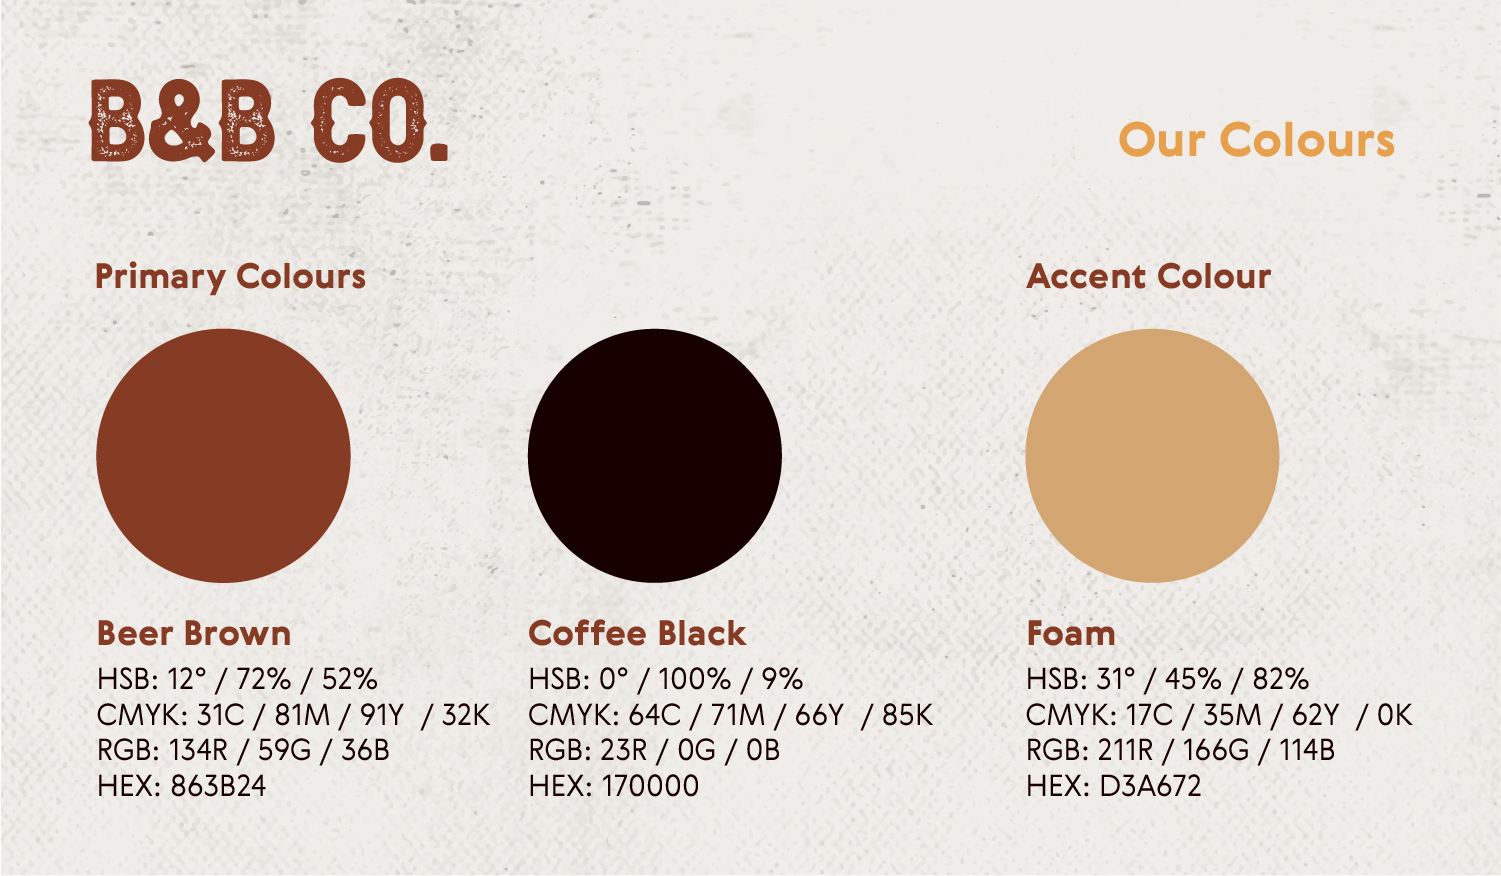 B&B CO.
Our Colours
Primary Colours
Accent Colour
Beer Brown
HSB: 12° / 72% / 52%
CMYK: 31C / 81M / 91Y  / 32K
RGB: 134R / 59G / 36B
HEX: 863B24
Coffee Black
HSB: 0° / 100% / 9%
CMYK: 64C / 71M / 66Y  / 85K
RGB: 23R / 0G / 0B
HEX: 170000
Foam
HSB: 31° / 45% / 82%
CMYK: 17C / 35M / 62Y  / 0K
RGB: 211R / 166G / 114B
HEX: D3A672